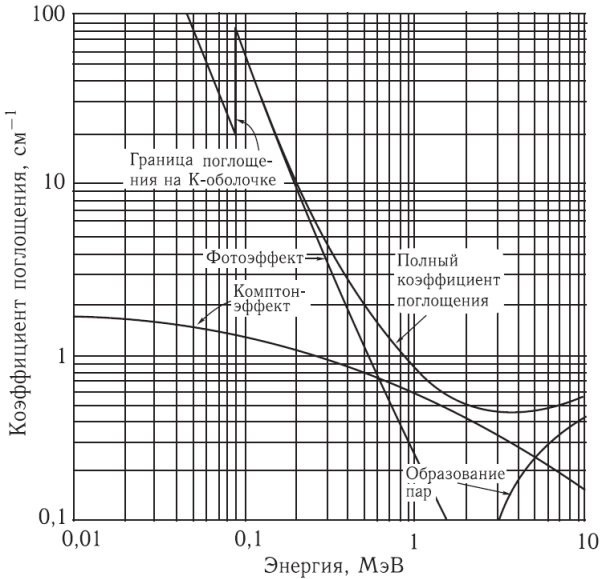 100
10
1
0,1
Коэффициент поглощения, см⁻¹
Граница поглоще-
ния на К-оболочке
Фотоэффект
Комптон-
эффект
Полный
коэффициент
поглощения
Образование
пар
0,01
0,1
1
10
Энергия, МэВ